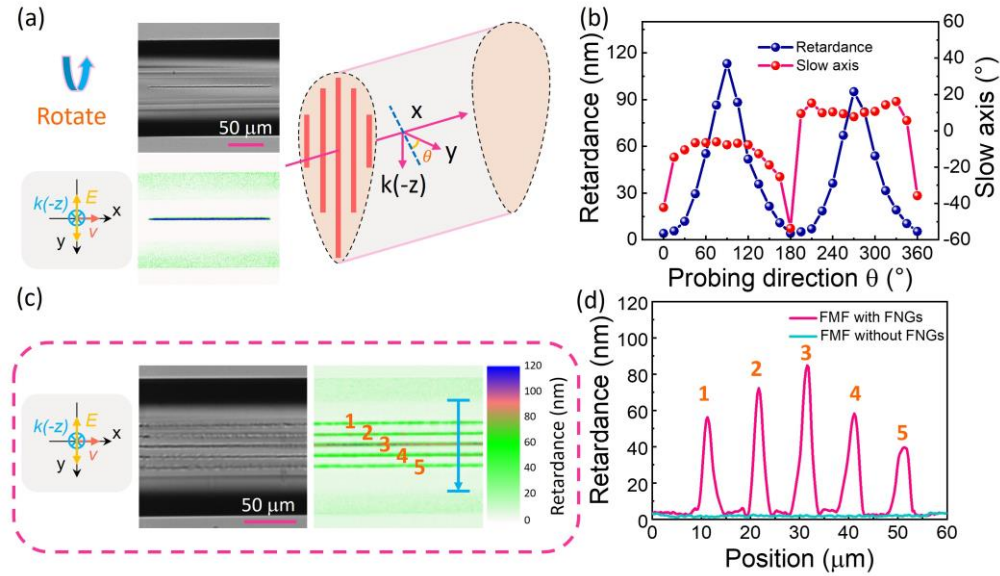 (a)
Rotate
50 μm
k(-z)
E
x
v
y
x
θ
y
k(-z)
(b)
Retardance (nm)
120
90
60
30
0
Retardance
Slow axis
60
40
20
0
-20
-40
-60
Slow axis (°)
0 60 120 180 240 300 360
Probing direction θ (°)
(c)
k(-z)
E
x
v
y
50 μm
1
2
3
4
5
120
100
80
60
40
20
0
Retardance (nm)
(d)
Retardance (nm)
120
100
80
60
40
20
0
FMF with FNGs
FMF without FNGs
1
2
3
4
5
0 10 20 30 40 50 60
Position (μm)